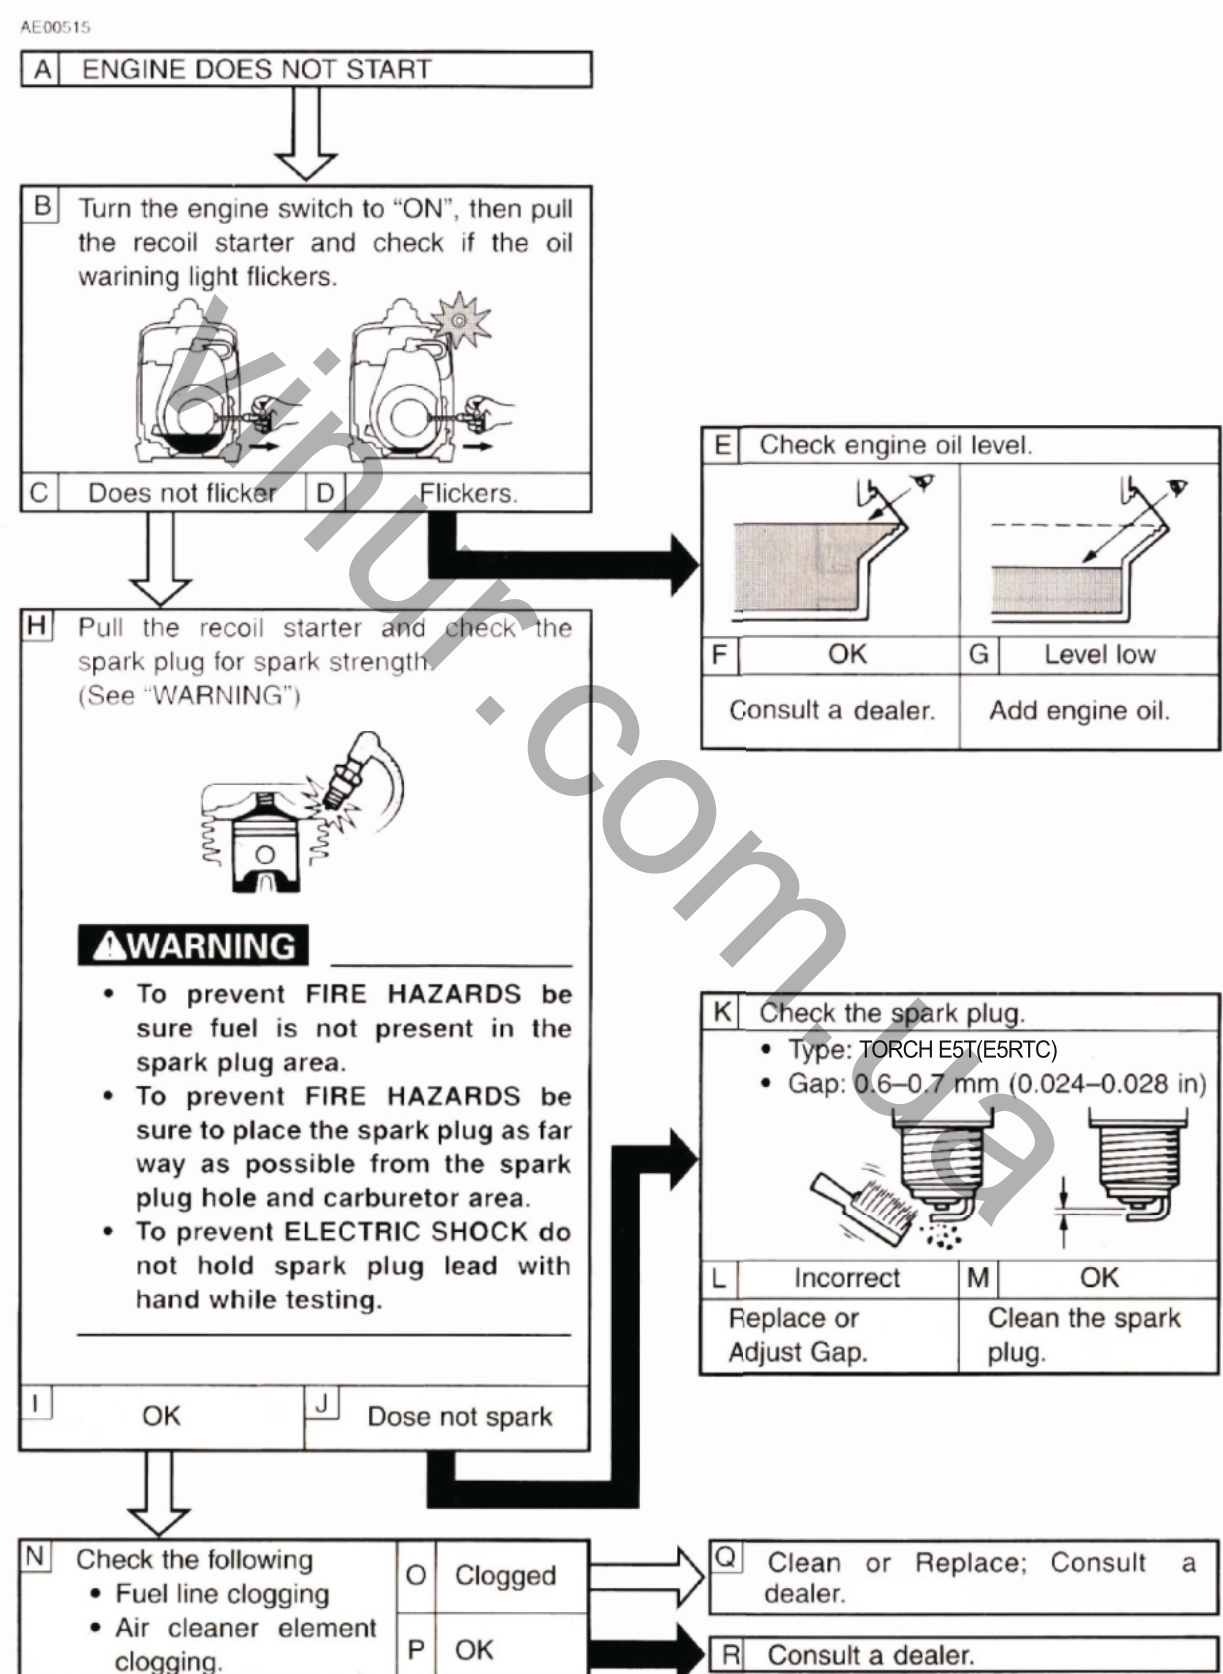 AE00515
A ENGINE DOES NOT START
B Turn the engine switch to “ON”, then pull
the recoil starter and check if the oil
warining light flickers.
C Does not flicker D Flickers.
E Check engine oil level.
F OK G Level low
Consult a dealer. Add engine oil.
H Pull the recoil starter and check the
spark plug for spark strength.
(See “WARNING”)
WARNING
• To prevent FIRE HAZARDS be
sure fuel is not present in the
spark plug area.
• To prevent FIRE HAZARDS be
sure to place the spark plug as far
way as possible from the spark
plug hole and carburetor area.
• To prevent ELECTRIC SHOCK do
not hold spark plug lead with
hand while testing.
I OK J Dose not spark
K Check the spark plug.
• Type: TORCH E5T(E5RTC)
• Gap: 0.6–0.7 mm (0.024–0.028 in)
L Incorrect M OK
Replace or
Adjust Gap.
Clean the spark
plug.
N Check the following
• Fuel line clogging
• Air cleaner element
clogging.
O Clogged
P OK
Q Clean or Replace; Consult a
dealer.
R Consult a dealer.
vinur.com.ua